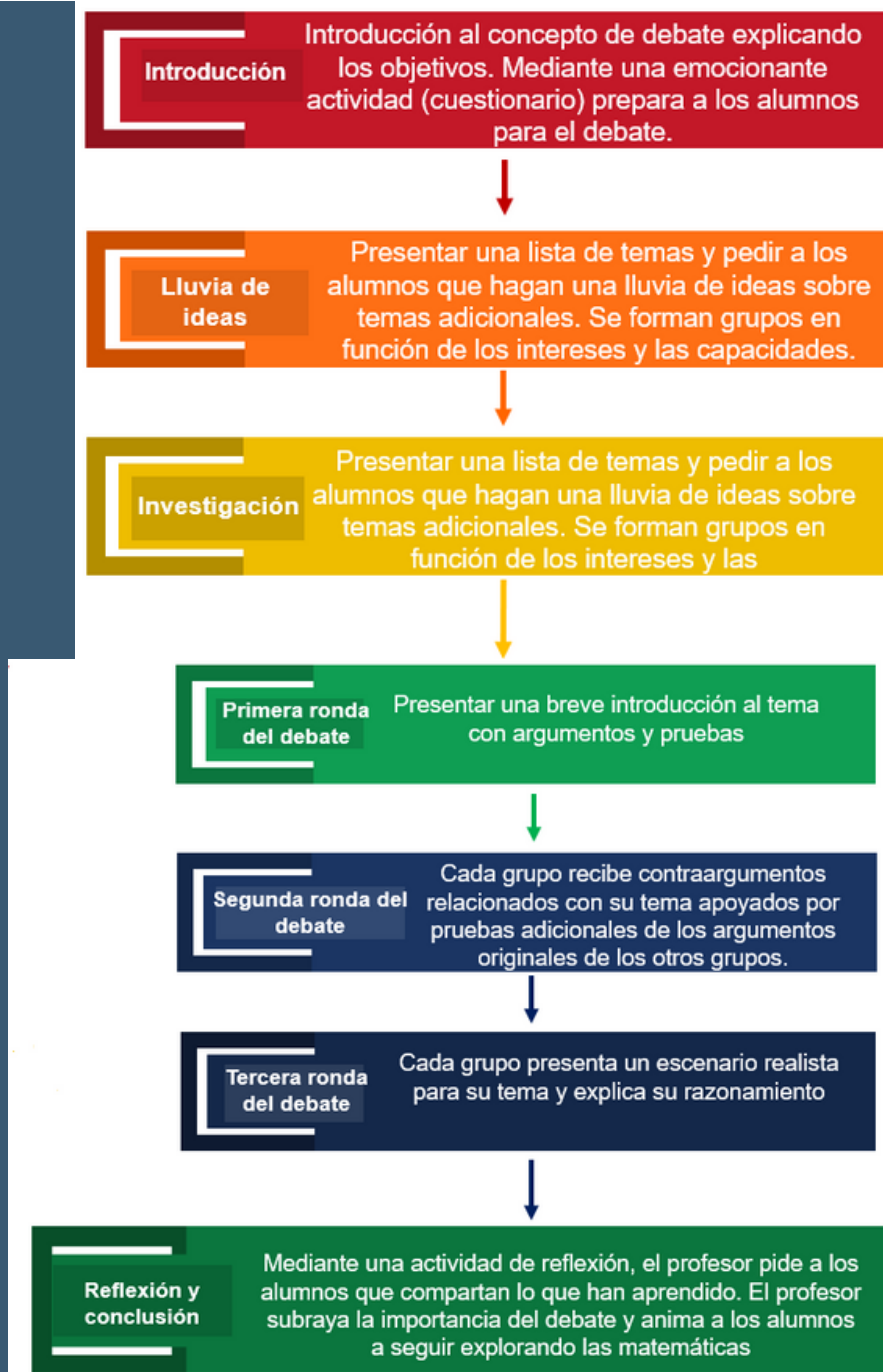 Introducción
Introducción al concepto de debate explicando
los objetivos. Mediante una emocionante
actividad (cuestionario) prepara a los alumnos
para el debate.
Lluvia de
ideas
Presentar una lista de temas y pedir a los
alumnos que hagan una lluvia de ideas sobre
temas adicionales. Se forman grupos en
función de los intereses y las capacidades.
Investigación
Presentar una lista de temas y pedir a los
alumnos que hagan una lluvia de ideas sobre
temas adicionales. Se forman grupos en
función de los intereses y las
Primera ronda
del debate
Presentar una breve introducción al tema
con argumentos y pruebas
Segunda ronda del
debate
Cada grupo recibe contraargumentos
relacionados con su tema apoyados por
pruebas adicionales de los argumentos
originales de los otros grupos.
Tercera ronda
del debate
Cada grupo presenta un escenario realista
para su tema y explica su razonamiento
Reflexión y
conclusión
Mediante una actividad de reflexión, el profesor pide a los
alumnos que compartan lo que han aprendido. El profesor
subraya la importancia del debate y anima a los alumnos
a seguir explorando las matemáticas